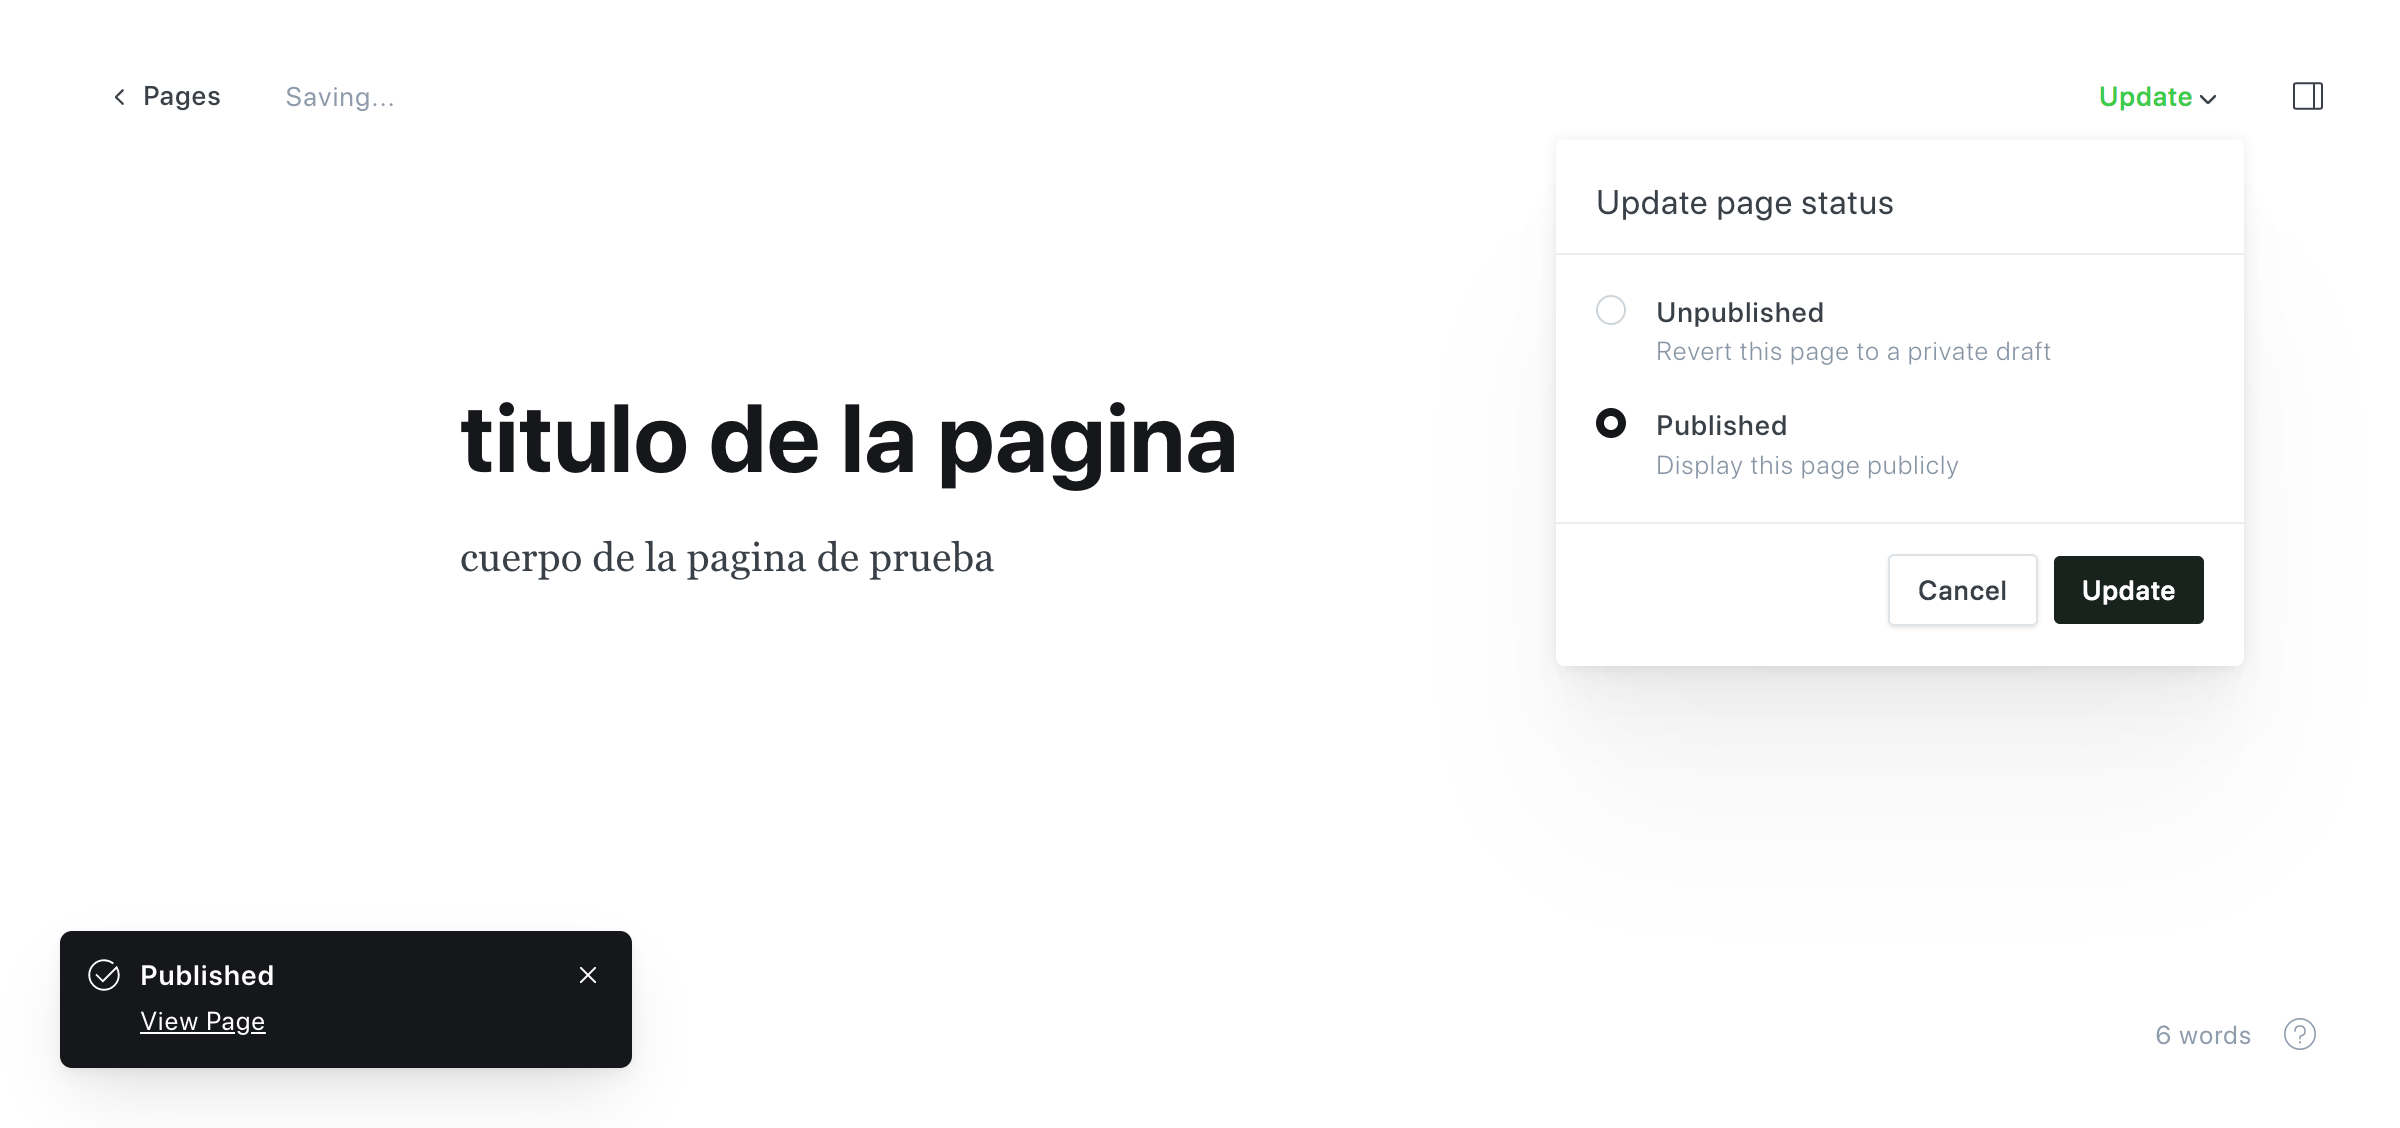 Pages
Saving...
Update
Update page status
Unpublished
Revert this page to a private draft
Published
Display this page publicly
Cancel
Update
titulo de la pagina
cuerpo de la pagina de prueba
Published
View Page
6 words
?